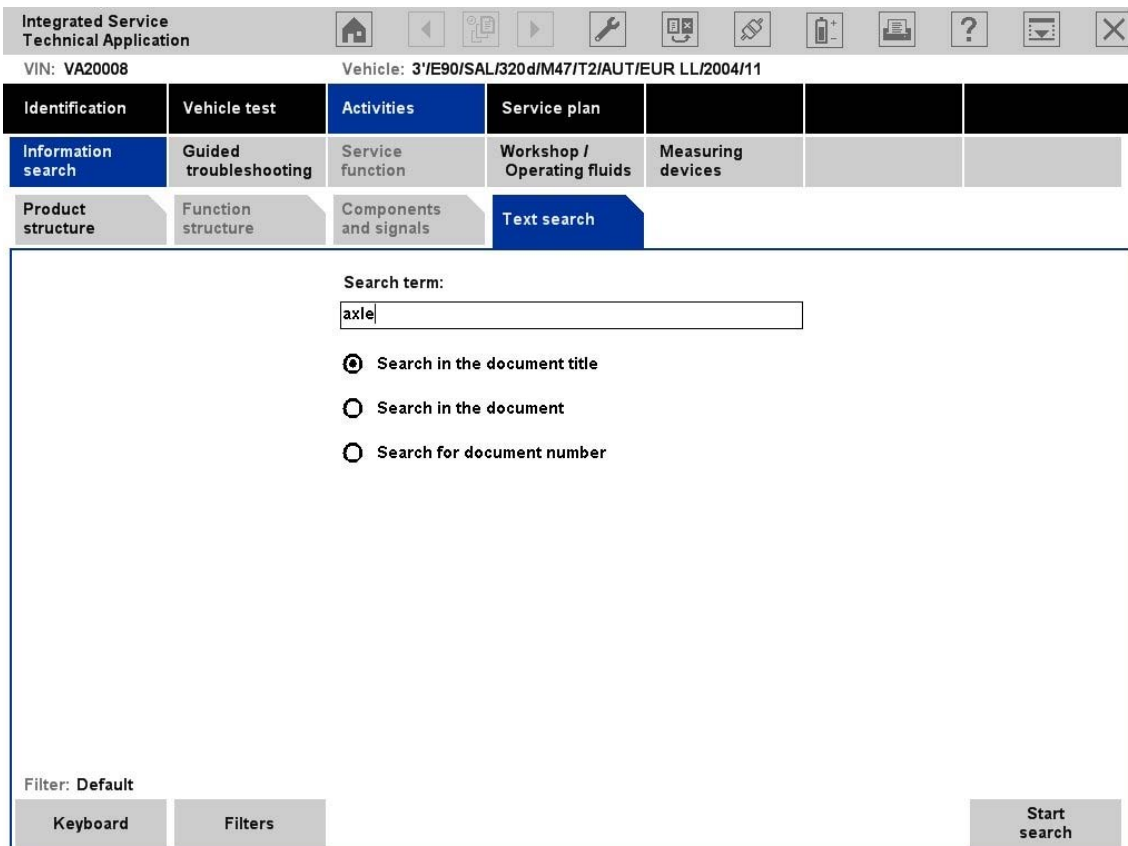 Integrated Service
Technical Application
VIN: VA20008
Vehicle: 3'/E90/SAL/320d/M47/T2/AUT/EUR LL/2004/11
Identification
Vehicle test
Activities
Service plan
Information
search
Guided
troubleshooting
Service
function
Workshop /
Operating fluids
Measuring
devices
Product
structure
Function
structure
Components
and signals
Text search
Search term:
axle
Search in the document title
Search in the document
Search for document number
Filter: Default
Keyboard
Filters
Start
search